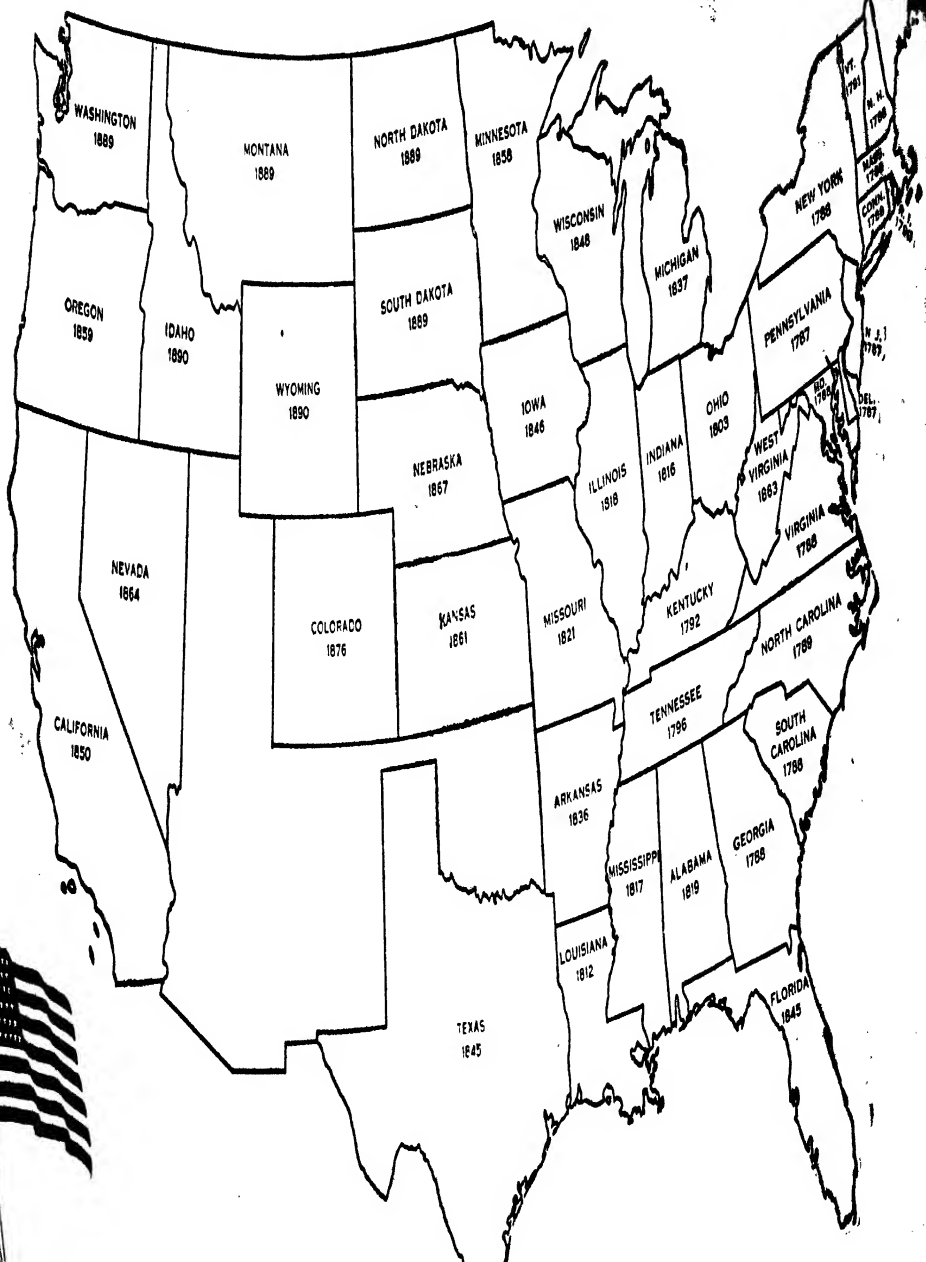 WASHINGTON
1889
MONTANA
1889
NORTH DAKOTA
1889
MINNESOTA
1858
VT.
1791
N. H.
1788
MASS.
1788
NEW YORK
1788
CONN.
1788
WISCONSIN
1848
MICHIGAN
1837
OREGON
1859
IDAHO
1890
SOUTH DAKOTA
1889
PENNSYLVANIA
1787
N J.
1787
WYOMING
1890
IOWA
1846
OHIO
1803
MD.
1788
DEL.
1787
NEBRASKA
1867
ILLINOIS
1818
INDIANA
1816
WEST
VIRGINIA
1863
VIRGINIA
1788
NEVADA
1864
COLORADO
1876
KANSAS
1861
MISSOURI
1821
KENTUCKY
1792
NORTH CAROLINA
1789
CALIFORNIA
1850
TENNESSEE
1796
SOUTH
CAROLINA
1788
ARKANSAS
1836
MISSISSIPPI
1817
ALABAMA
1819
GEORGIA
1788
LOUISIANA
1812
TEXAS
1845
FLORIDA
1845